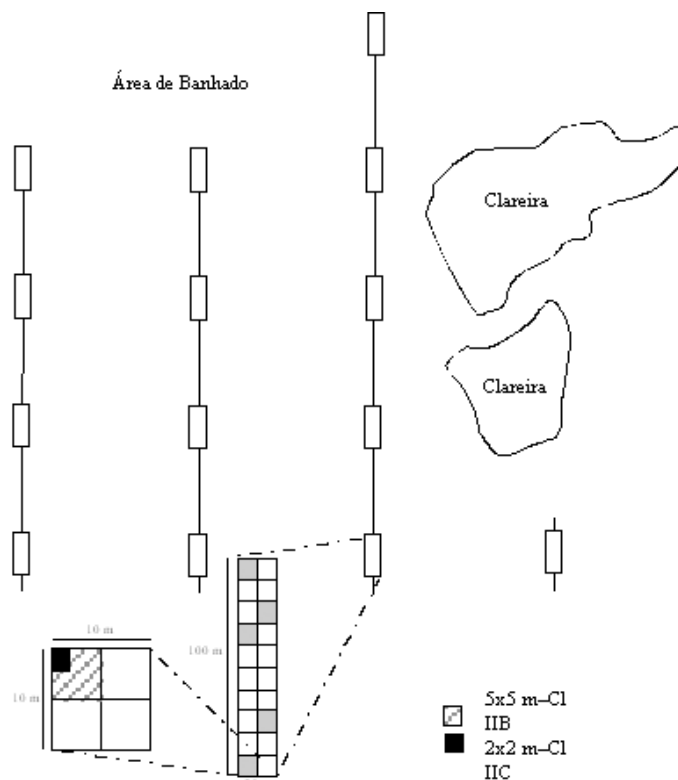 Área de Banhado
Clareira
Clareira
10 m
100 m
10 m
5x5 m–Cl
IIB
2x2 m–Cl
IIC